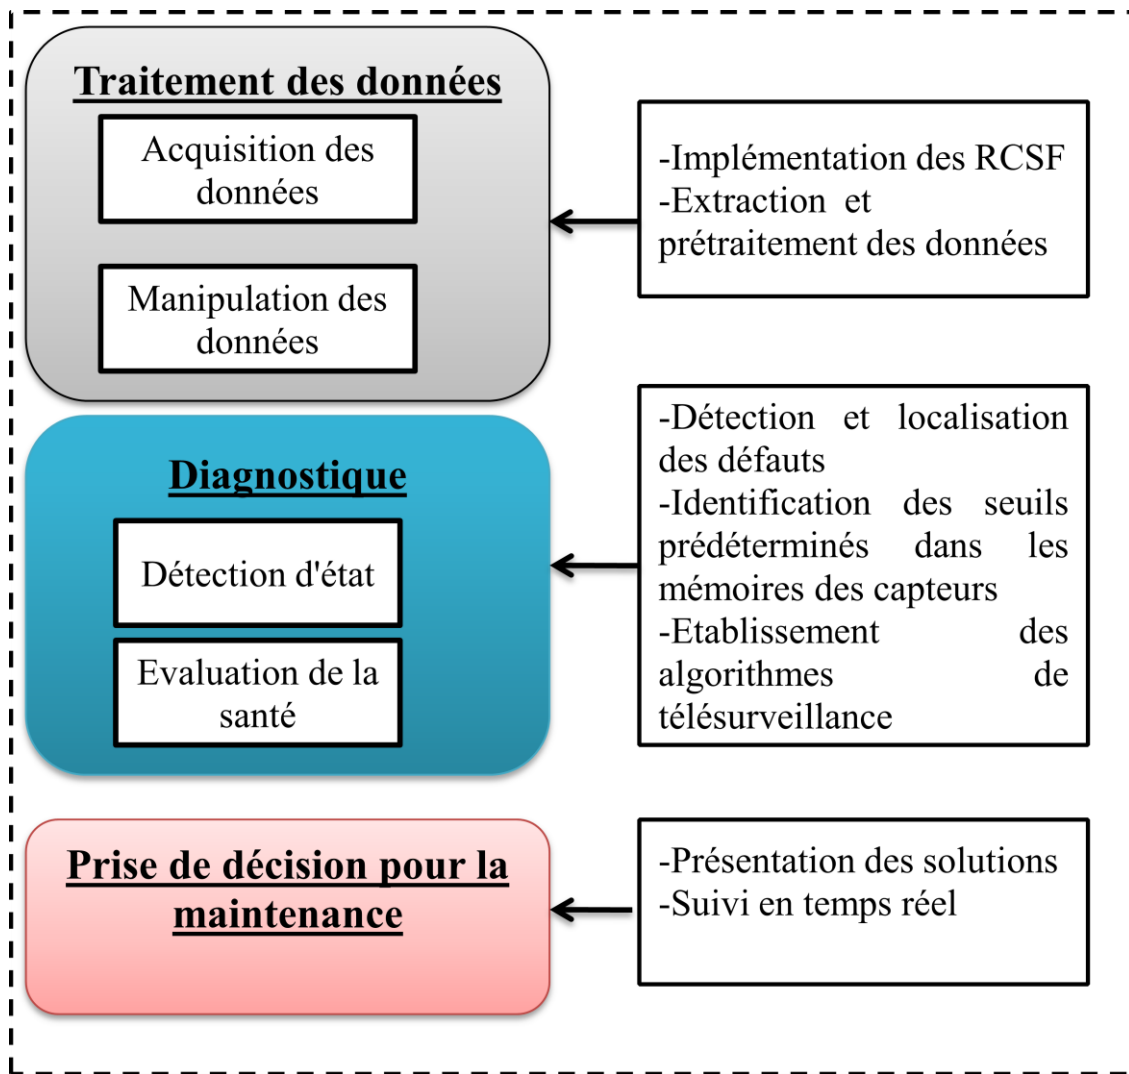 Traitement des données
Acquisition des
données
Manipulation des
données
-Implémentation des RCSF
-Extraction et
prétraitement des données
Diagnostique
Détection d'état
Evaluation de la
santé
-Détection et localisation
des défauts
-Identification des seuils
prédéterminés dans les
mémoires des capteurs
-Etablissement des
algorithmes de
télésurveillance
Prise de décision pour la
maintenance
-Présentation des solutions
-Suivi en temps réel